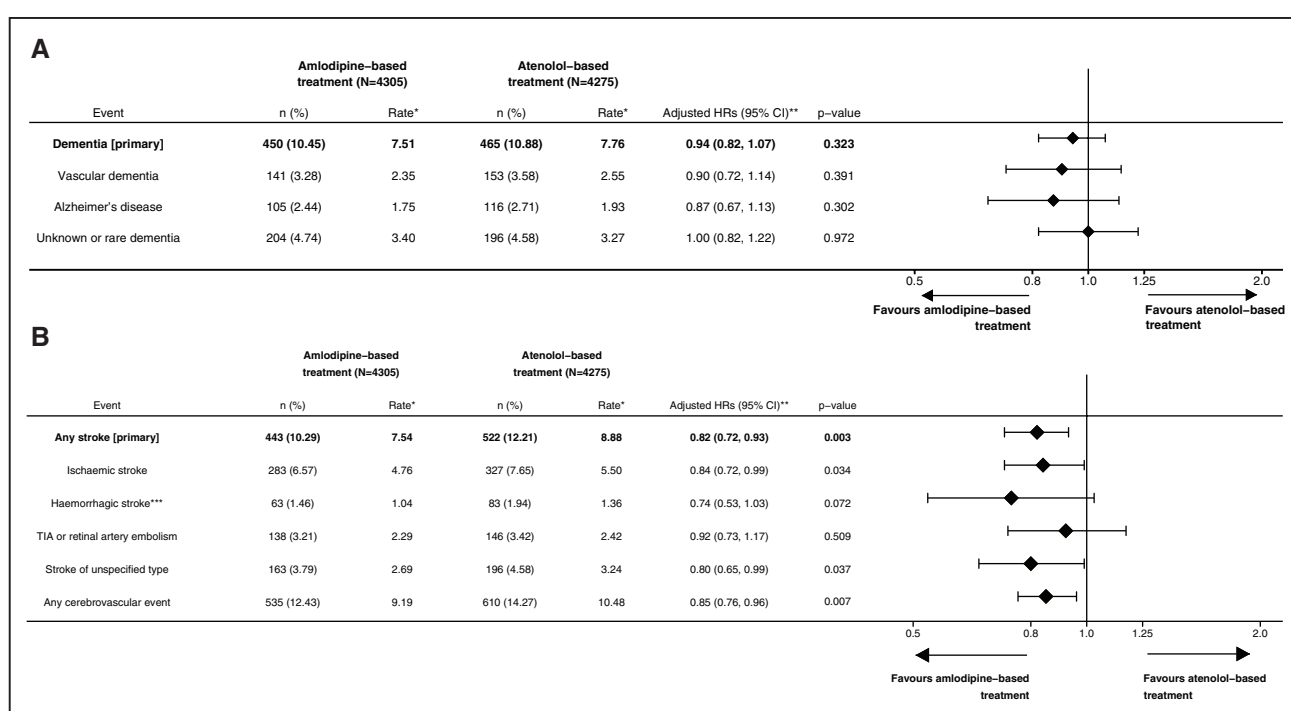 A
Amlodipine−based Atenolol−based
treatment (N=4305) treatment (N=4275)
Event n (%) Rate* n (%) Rate* Adjusted HRs (95% CI)** p−value
Dementia [primary] 450 (10.45) 7.51 465 (10.88) 7.76 0.94 (0.82, 1.07) 0.323
Vascular dementia 141 (3.28) 2.35 153 (3.58) 2.55 0.90 (0.72, 1.14) 0.391
Alzheimer's disease 105 (2.44) 1.75 116 (2.71) 1.93 0.87 (0.67, 1.13) 0.302
Unknown or rare dementia 204 (4.74) 3.40 196 (4.58) 3.27 1.00 (0.82, 1.22) 0.972
0.5 0.8 1.0 1.25 2.0
Favours amlodipine−based Favours atenolol−based
treatment treatment
B
Amlodipine−based Atenolol−based
treatment (N=4305) treatment (N=4275)
Event n (%) Rate* n (%) Rate* Adjusted HRs (95% CI)** p−value
Any stroke [primary] 443 (10.29) 7.54 522 (12.21) 8.88 0.82 (0.72, 0.93) 0.003
Ischaemic stroke 283 (6.57) 4.76 327 (7.65) 5.50 0.84 (0.72, 0.99) 0.034
Haemorrhagic stroke*** 63 (1.46) 1.04 83 (1.94) 1.36 0.74 (0.53, 1.03) 0.072
TIA or retinal artery embolism 138 (3.21) 2.29 146 (3.42) 2.42 0.92 (0.73, 1.17) 0.509
Stroke of unspecified type 163 (3.79) 2.69 196 (4.58) 3.24 0.80 (0.65, 0.99) 0.037
Any cerebrovascular event 535 (12.43) 9.19 610 (14.27) 10.48 0.85 (0.76, 0.96) 0.007
0.5 0.8 1.0 1.25 2.0
Favours amlodipine−based Favours atenolol−based
treatment treatment